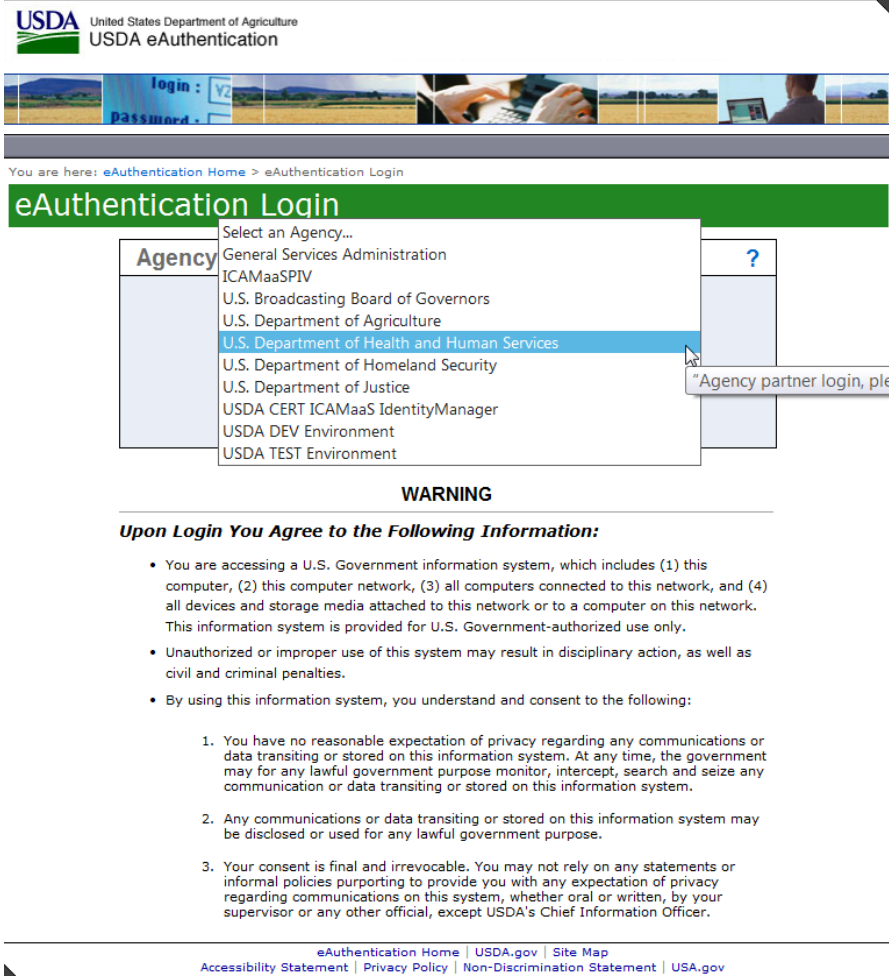 USDA United States Department of Agriculture
USDA eAuthentication
login : Y2
password :
You are here: eAuthentication Home > eAuthentication Login
eAuthentication Login
Select an Agency...
Agency
General Services Administration
?
ICAMaaSPIV
U.S. Broadcasting Board of Governors
U.S. Department of Agriculture
U.S. Department of Health and Human Services
U.S. Department of Homeland Security
"Agency partner login, ple
U.S. Department of Justice
USDA CERT ICAMaaS IdentityManager
USDA DEV Environment
USDA TEST Environment
WARNING
Upon Login You Agree to the Following Information:
• You are accessing a U.S. Government information system, which includes (1) this
computer, (2) this computer network, (3) all computers connected to this network, and (4)
all devices and storage media attached to this network or to a computer on this network.
This information system is provided for U.S. Government-authorized use only.
• Unauthorized or improper use of this system may result in disciplinary action, as well as
civil and criminal penalties.
• By using this information system, you understand and consent to the following:
1. You have no reasonable expectation of privacy regarding any communications or
data transiting or stored on this information system. At any time, the government
may for any lawful government purpose monitor, intercept, search and seize any
communication or data transiting or stored on this information system.
2. Any communications or data transiting or stored on this information system may
be disclosed or used for any lawful government purpose.
3. Your consent is final and irrevocable. You may not rely on any statements or
informal policies purporting to provide you with any expectation of privacy
regarding communications on this system, whether oral or written, by your
supervisor or any other official, except USDA's Chief Information Officer.
eAuthentication Home | USDA.gov | Site Map
Accessibility Statement | Privacy Policy | Non-Discrimination Statement | USA.gov